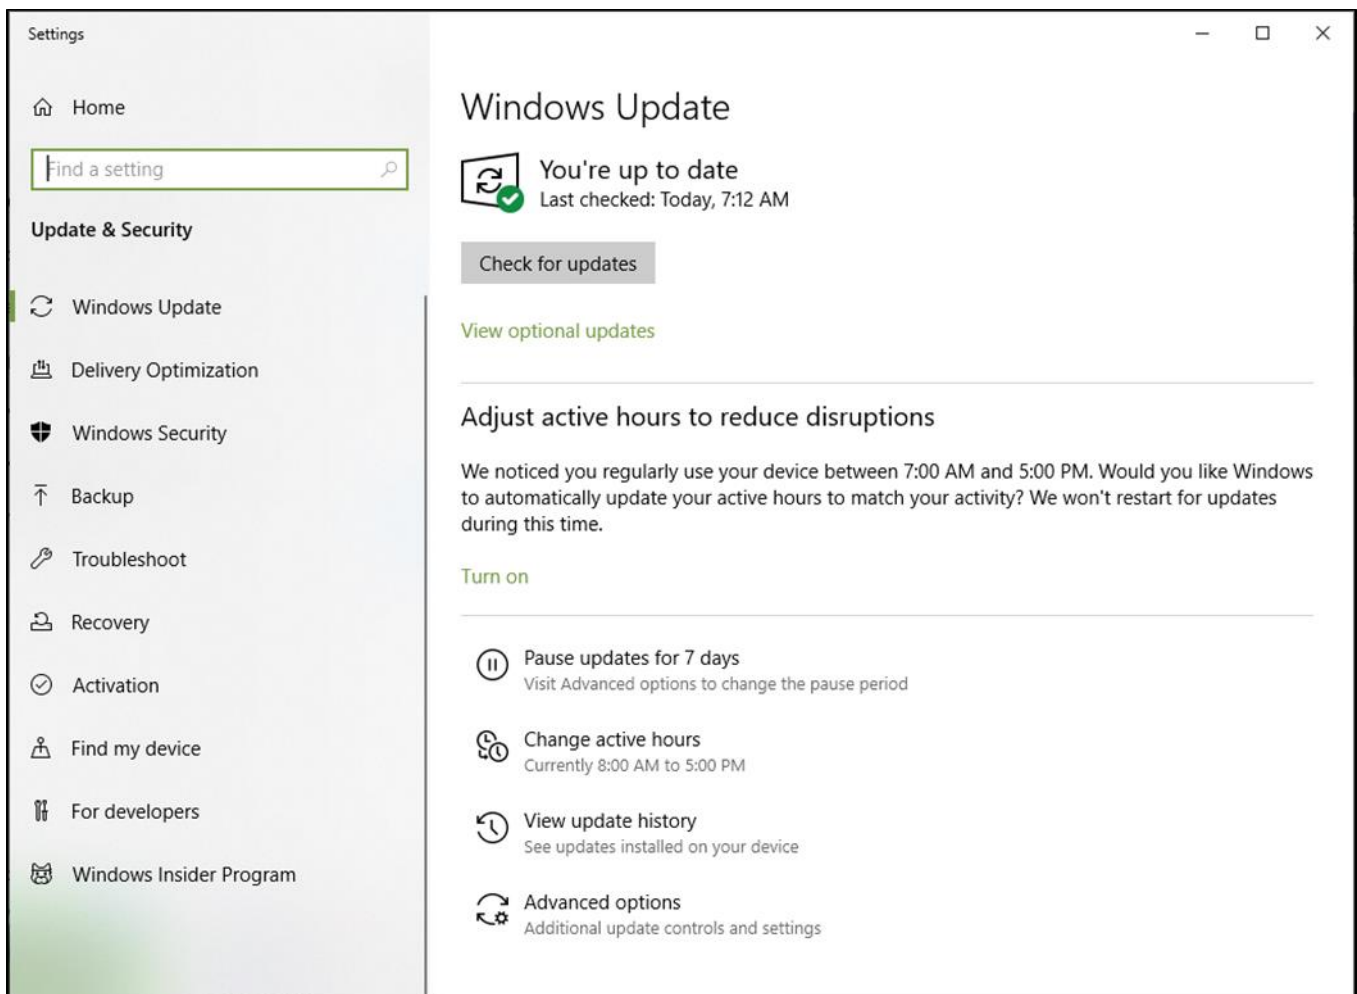 Settings
Home
Find a setting
Update & Security
Windows Update
Delivery Optimization
Windows Security
Backup
Troubleshoot
Recovery
Activation
Find my device
For developers
Windows Insider Program
Windows Update
You're up to date
Last checked: Today, 7:12 AM
Check for updates
View optional updates
Adjust active hours to reduce disruptions
We noticed you regularly use your device between 7:00 AM and 5:00 PM. Would you like Windows
to automatically update your active hours to match your activity? We won't restart for updates
during this time.
Turn on
Pause updates for 7 days
Visit Advanced options to change the pause period
Change active hours
Currently 8:00 AM to 5:00 PM
View update history
See updates installed on your device
Advanced options
Additional update controls and settings